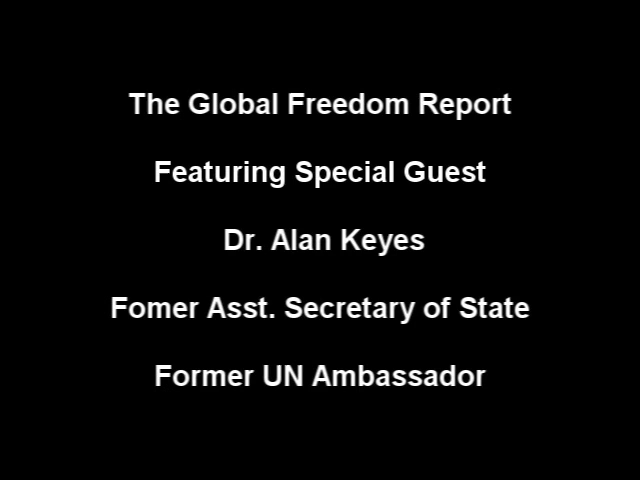 The Global Freedom Report
Featuring Special Guest
Dr. Alan Keyes
Fomer Asst. Secretary of State
Former UN Ambassador